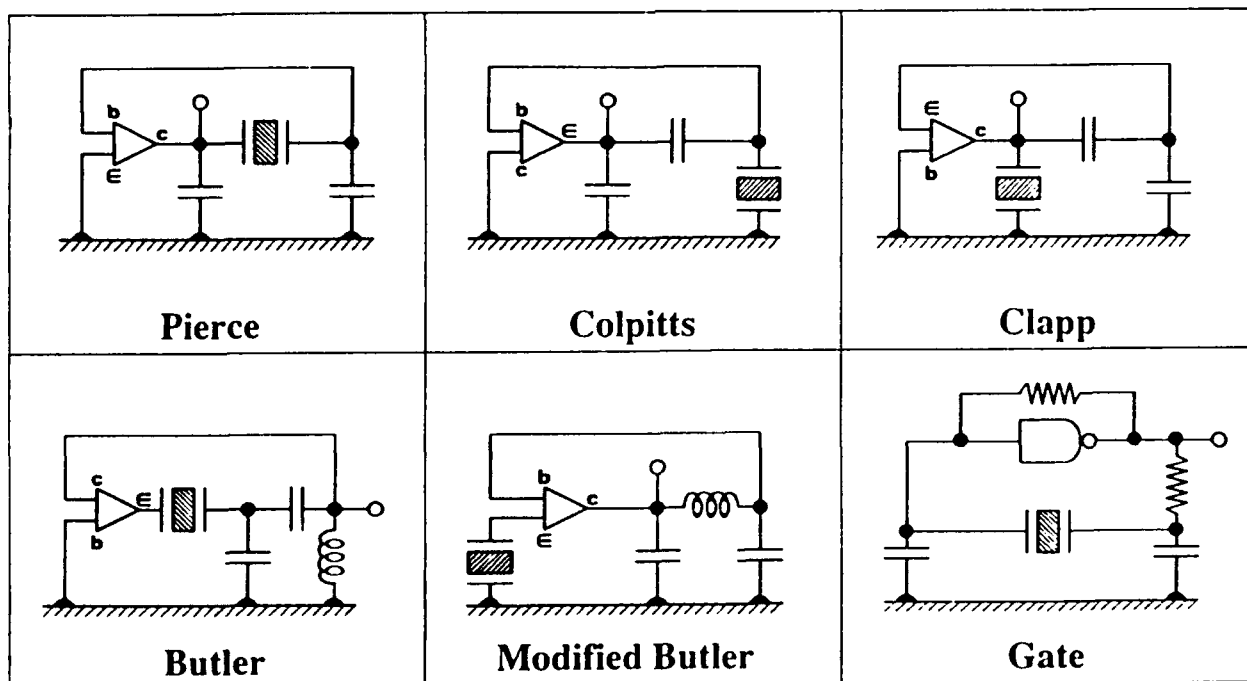 b
c
∈
Pierce
b
∈
c
Colpitts
∈
c
b
Clapp
c
∈
b
Butler
b
c
∈
Modified Butler
Gate